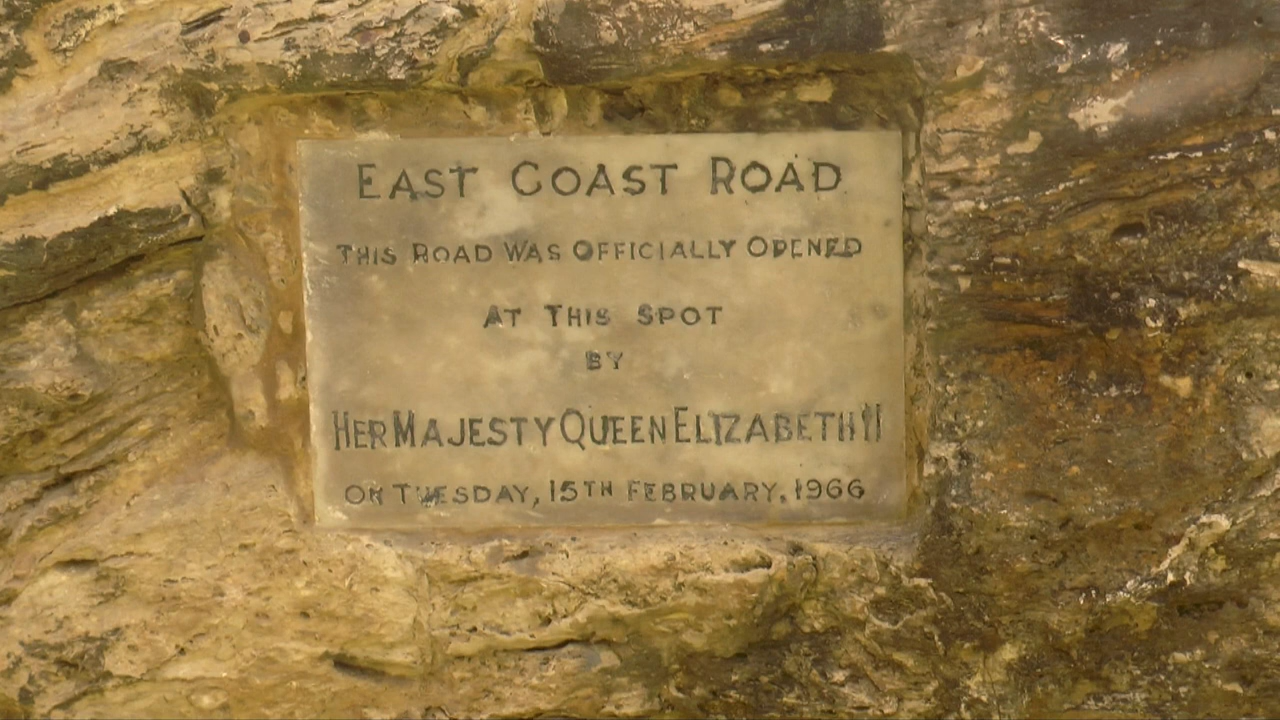 EAST COAST ROAD
THIS ROAD WAS OFFICIALLY OPENED
AT THIS SPOT
BY
HER MAJESTY QUEEN ELIZABETH II
ON TUESDAY, 15TH FEBRUARY, 1966